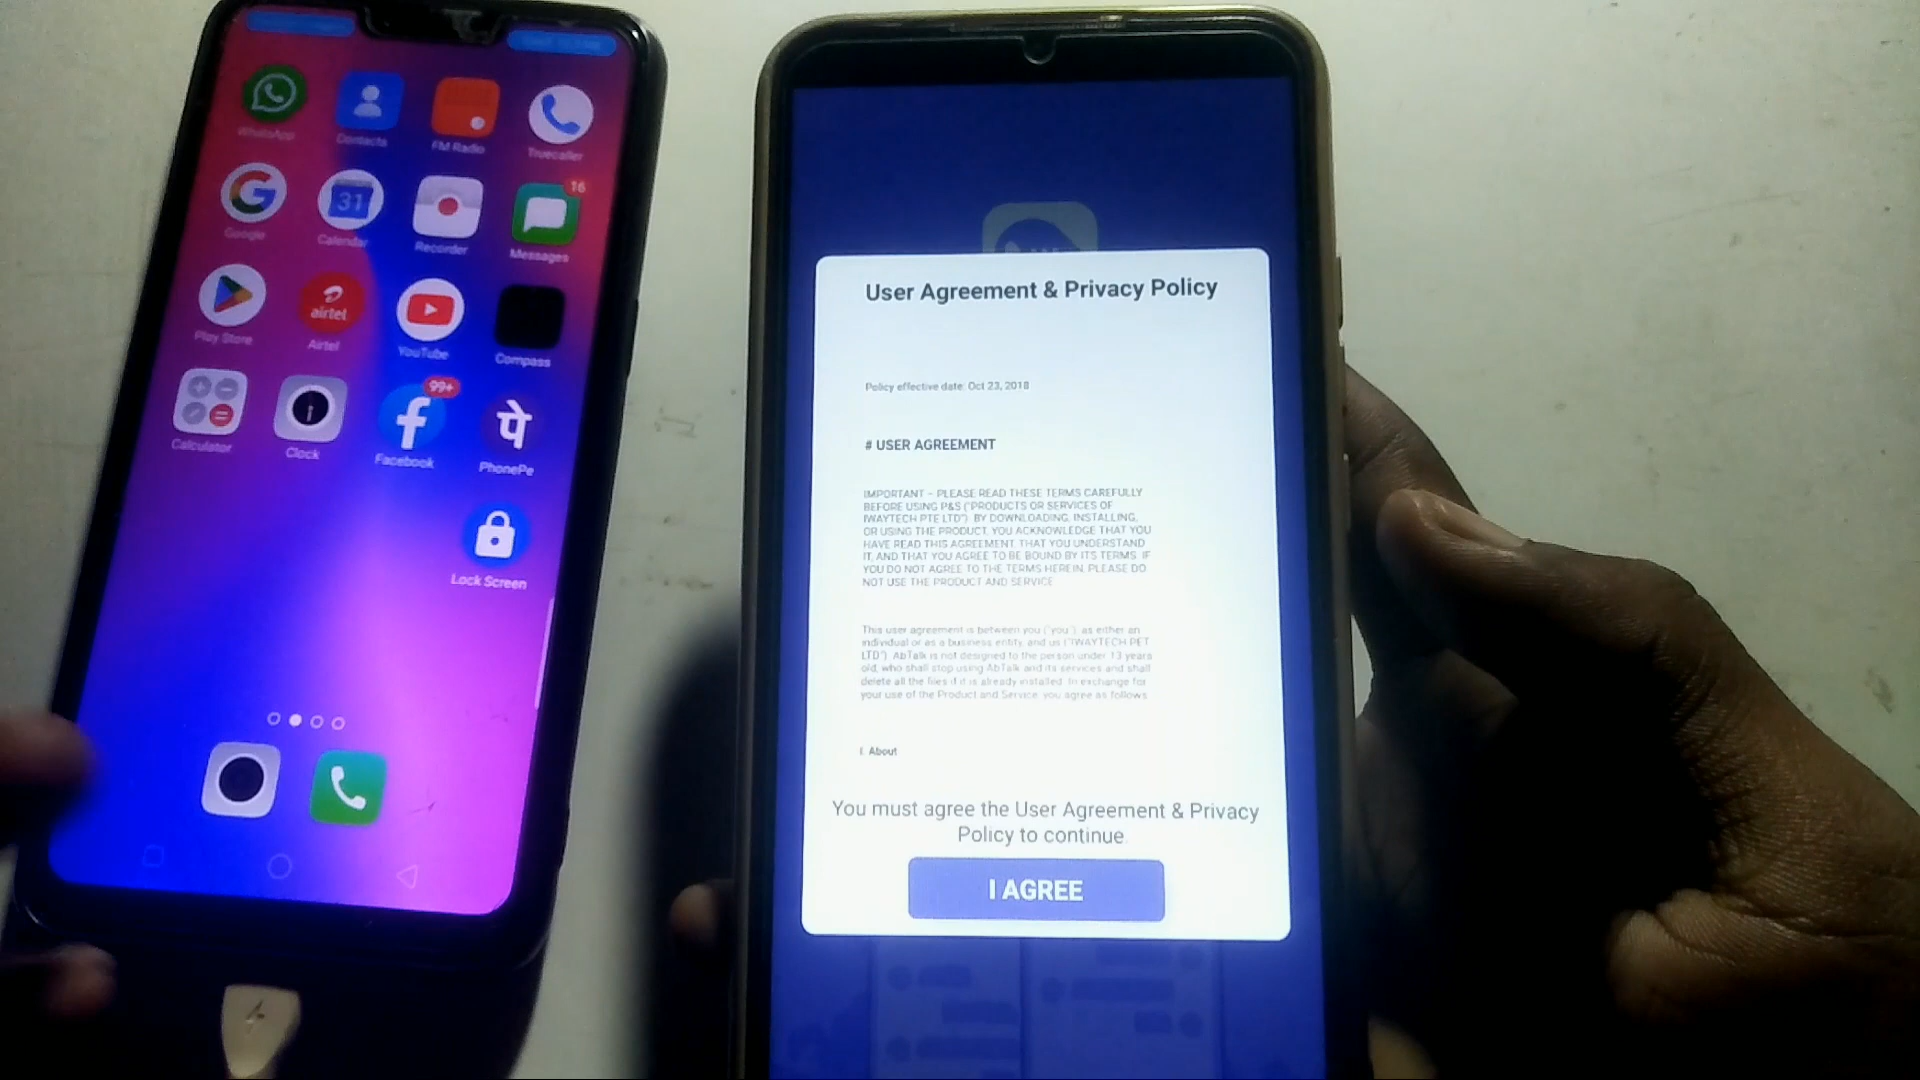 WhatsApp
Contacts
FM Radio
Truecaller
Google
31
Calendar
Recorder
16
Messages
Play Store
airtel
Airtel
YouTube
Compass
Calculator
Clock
99+
Facebook
पे
PhonePe
Lock Screen
User Agreement & Privacy Policy
Policy effective date: Oct 23, 2018
# USER AGREEMENT
IMPORTANT – PLEASE READ THESE TERMS CAREFULLY
BEFORE USING P&S ("PRODUCTS OR SERVICES OF
IWAYTECH PTE LTD"). BY DOWNLOADING, INSTALLING,
OR USING THE PRODUCT, YOU ACKNOWLEDGE THAT YOU
HAVE READ THIS AGREEMENT, THAT YOU UNDERSTAND
IT, AND THAT YOU AGREE TO BE BOUND BY ITS TERMS. IF
YOU DO NOT AGREE TO THE TERMS HEREIN, PLEASE DO
NOT USE THE PRODUCT AND SERVICE
This user agreement is between you ("you"), as either an
individual or as a business entity, and us ("IWAYTECH PET
LTD"). AbTalk is not designed to the person under 13 years
old, who shall stop using AbTalk and its services and shall
delete all the files if it is already installed. In exchange for
your use of the Product and Service, you agree as follows
I. About
You must agree the User Agreement & Privacy
Policy to continue.
I AGREE